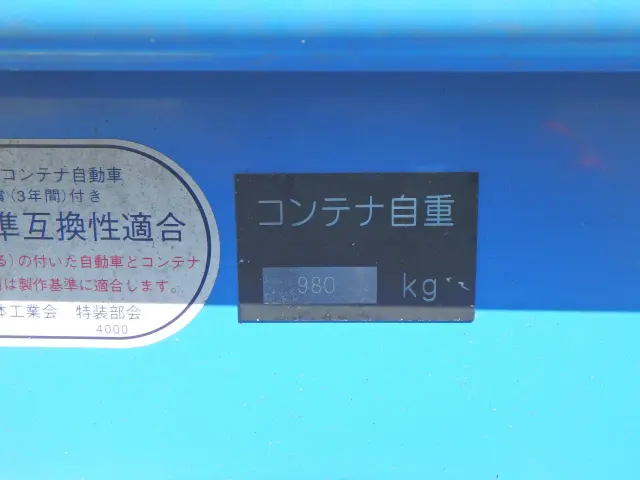 コンテナ自動車
(3年間)付き
準互換性適合
る)の付いた自動車とコンテナ
は製作基準に適合します。
本工業会 特装部会
4000
コンテナ自重
980 kg